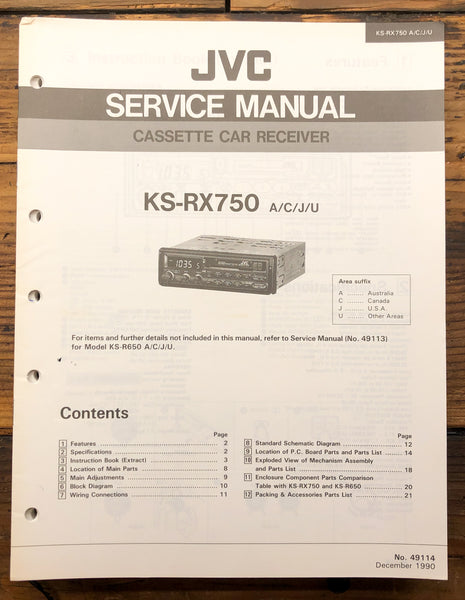 KS-RX750 A/C/J/U
JVC
SERVICE MANUAL
CASSETTE CAR RECEIVER
KS-RX750 A/C/J/U
JVC
10:35 5
Area suffix
A ........ Australia
C ........ Canada
J ........ U.S.A.
U ........ Other Areas
For items and further details not included in this manual, refer to Service Manual (No. 49113)
for Model KS-R650 A/C/J/U.
Contents
Page
1 Features ........ 2
2 Specifications ........ 2
3 Instruction Book (Extract) ........ 3
4 Location of Main Parts ........ 8
5 Main Adjustments ........ 9
6 Block Diagram ........ 10
7 Wiring Connections ........ 11
Page
8 Standard Schematic Diagram ........ 12
9 Location of P.C. Board Parts and Parts List ........ 14
10 Exploded View of Mechanism Assembly
and Parts List ........ 18
11 Enclosure Component Parts Comparison
Table with KS-RX750 and KS-R650 ........ 20
12 Packing & Accessories Parts List ........ 21
No. 49114
December 1990